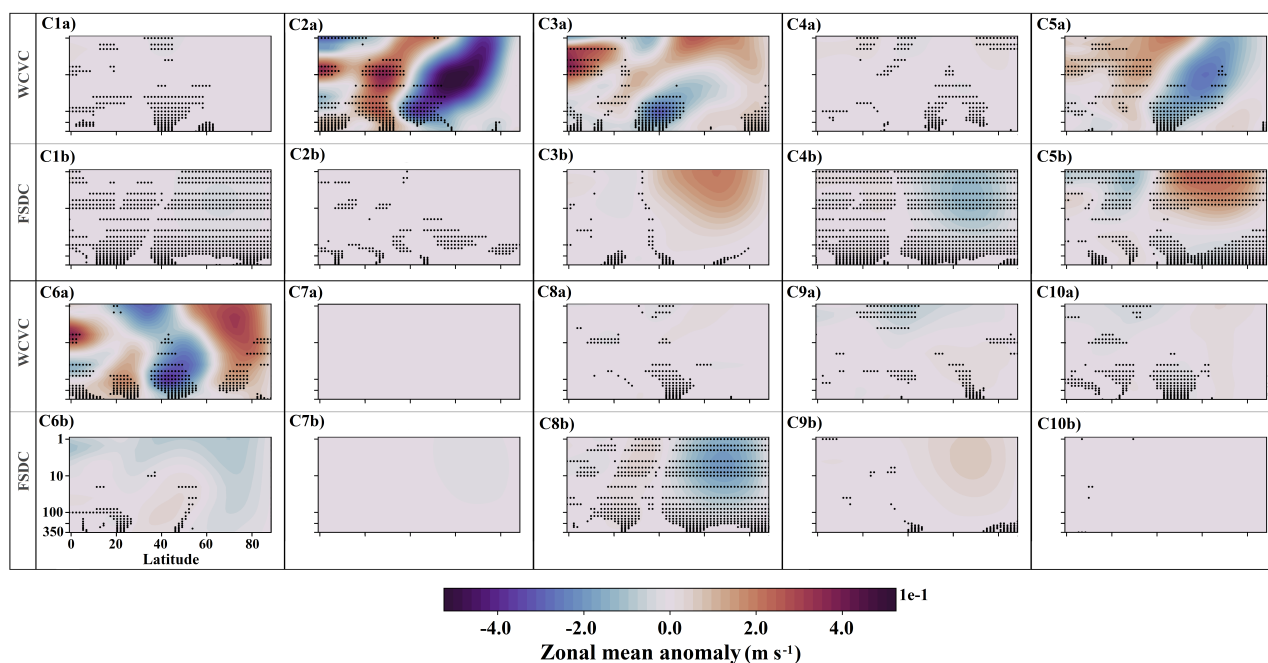 WCVC
C1a)
C2a)
C3a)
C4a)
C5a)
FSDC
C1b)
C2b)
C3b)
C4b)
C5b)
WCVC
C6a)
C7a)
C8a)
C9a)
C10a)
FSDC
C6b)
C7b)
C8b)
C9b)
C10b)
1
10
100
350
0 20 40 60 80
Latitude
1e-1
-4.0 -2.0 0.0 2.0 4.0
Zonal mean anomaly (m s⁻¹)